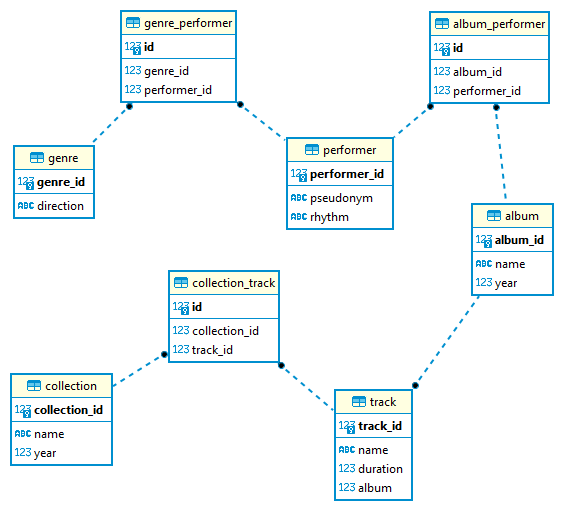 genre_performer
123 id
123 genre_id
123 performer_id
album_performer
123 id
123 album_id
123 performer_id
genre
123 genre_id
ABC direction
performer
123 performer_id
ABC pseudonym
ABC rhythm
album
123 album_id
ABC name
123 year
collection_track
123 id
123 collection_id
123 track_id
collection
123 collection_id
ABC name
123 year
track
123 track_id
ABC name
123 duration
123 album